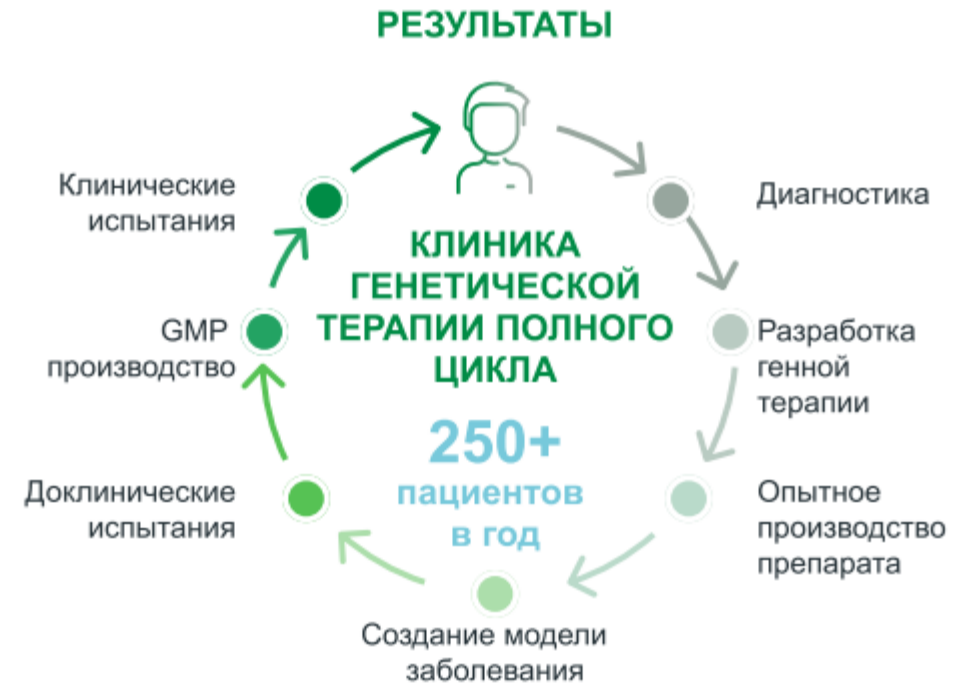 РЕЗУЛЬТАТЫ
Диагностика
Разработка
генной
терапии
Опытное
производство
препарата
Создание модели
заболевания
Доклинические
испытания
GMP
производство
Клинические
испытания
КЛИНИКА
ГЕНЕТИЧЕСКОЙ
ТЕРАПИИ ПОЛНОГО
ЦИКЛА
250+
пациентов
в год